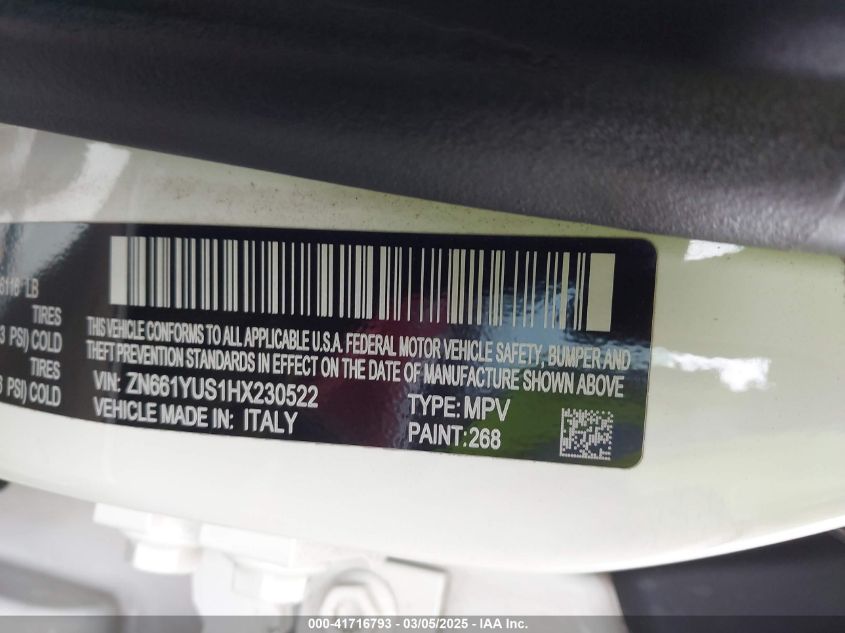 6116 LB
TIRES
3 PSI) COLD
TIRES
PSI) COLD
THIS VEHICLE CONFORMS TO ALL APPLICABLE U.S.A. FEDERAL MOTOR VEHICLE SAFETY, BUMPER AND
THEFT PREVENTION STANDARDS IN EFFECT ON THE DATE OF MANUFACTURE SHOWN ABOVE
VIN: ZN661YUS1HX230522
TYPE: MPV
VEHICLE MADE IN: ITALY
PAINT: 268
000-41716793 - 03/05/2025 - IAA Inc.